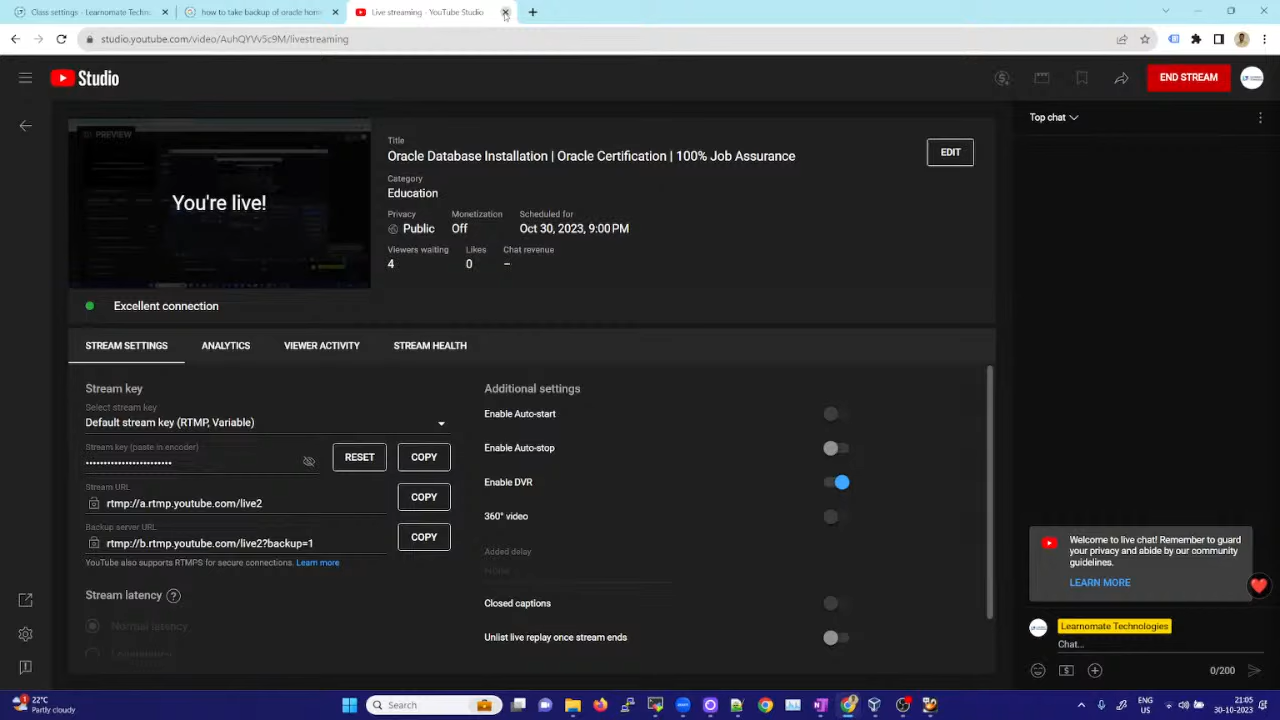 Class settings - Learnomate Techno
how to take backup of oracle hom
Live streaming - YouTube Studio
studio.youtube.com/video/AuhQYVv5c9M/livestreaming
Studio
END STREAM
PREVIEW
You're live!
Title
Oracle Database Installation | Oracle Certification | 100% Job Assurance
EDIT
Category
Education
Privacy
Monetization
Scheduled for
Public
Off
Oct 30, 2023, 9:00 PM
Viewers waiting
Likes
Chat revenue
4
0
–
Excellent connection
STREAM SETTINGS
ANALYTICS
VIEWER ACTIVITY
STREAM HEALTH
Stream key
Select stream key
Default stream key (RTMP, Variable)
Stream key (paste in encoder)
••••••••••••••••••••••••
RESET
COPY
Stream URL
rtmp://a.rtmp.youtube.com/live2
COPY
Backup server URL
rtmp://b.rtmp.youtube.com/live2?backup=1
COPY
YouTube also supports RTMPS for secure connections. Learn more
Stream latency
Normal latency
Additional settings
Enable Auto-start
Enable Auto-stop
Enable DVR
360° video
Added delay
None
Closed captions
Unlist live replay once stream ends
Top chat
Welcome to live chat! Remember to guard
your privacy and abide by our community
guidelines.
LEARN MORE
Learnomate Technologies
Chat...
0/200
22°C
Partly cloudy
Search
ENG
IN
21:05
30-10-2023